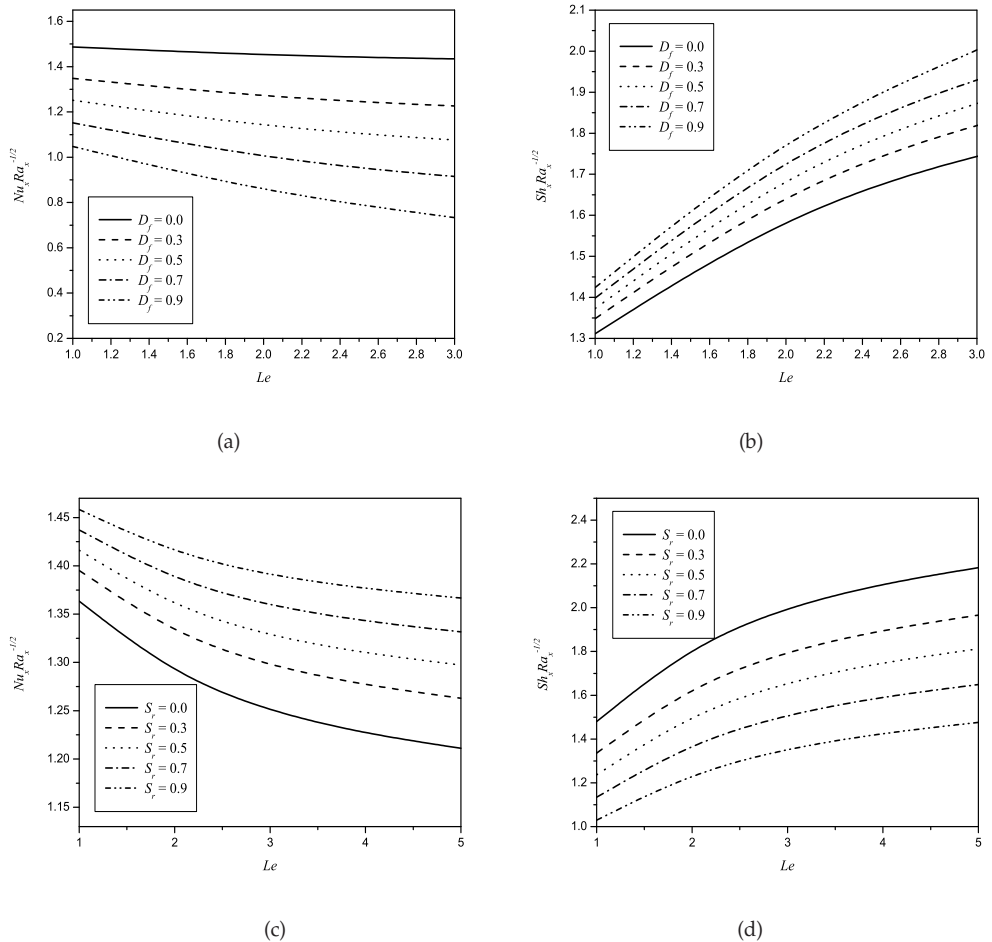 1.6
1.4
1.2
1.0
0.8
0.6
0.4
0.2
Nu_x Ra_x^{-1/2}
D_f = 0.0
D_f = 0.3
D_f = 0.5
D_f = 0.7
D_f = 0.9
1.0 1.2 1.4 1.6 1.8 2.0 2.2 2.4 2.6 2.8 3.0
Le
(a)
2.1
2.0
1.9
1.8
1.7
1.6
1.5
1.4
1.3
Sh_x Ra_x^{-1/2}
D_f = 0.0
D_f = 0.3
D_f = 0.5
D_f = 0.7
D_f = 0.9
1.0 1.2 1.4 1.6 1.8 2.0 2.2 2.4 2.6 2.8 3.0
Le
(b)
1.45
1.40
1.35
1.30
1.25
1.20
1.15
Nu_x Ra_x^{-1/2}
S_r = 0.0
S_r = 0.3
S_r = 0.5
S_r = 0.7
S_r = 0.9
1 2 3 4 5
Le
(c)
2.4
2.2
2.0
1.8
1.6
1.4
1.2
1.0
Sh_x Ra_x^{-1/2}
S_r = 0.0
S_r = 0.3
S_r = 0.5
S_r = 0.7
S_r = 0.9
1 2 3 4 5
Le
(d)